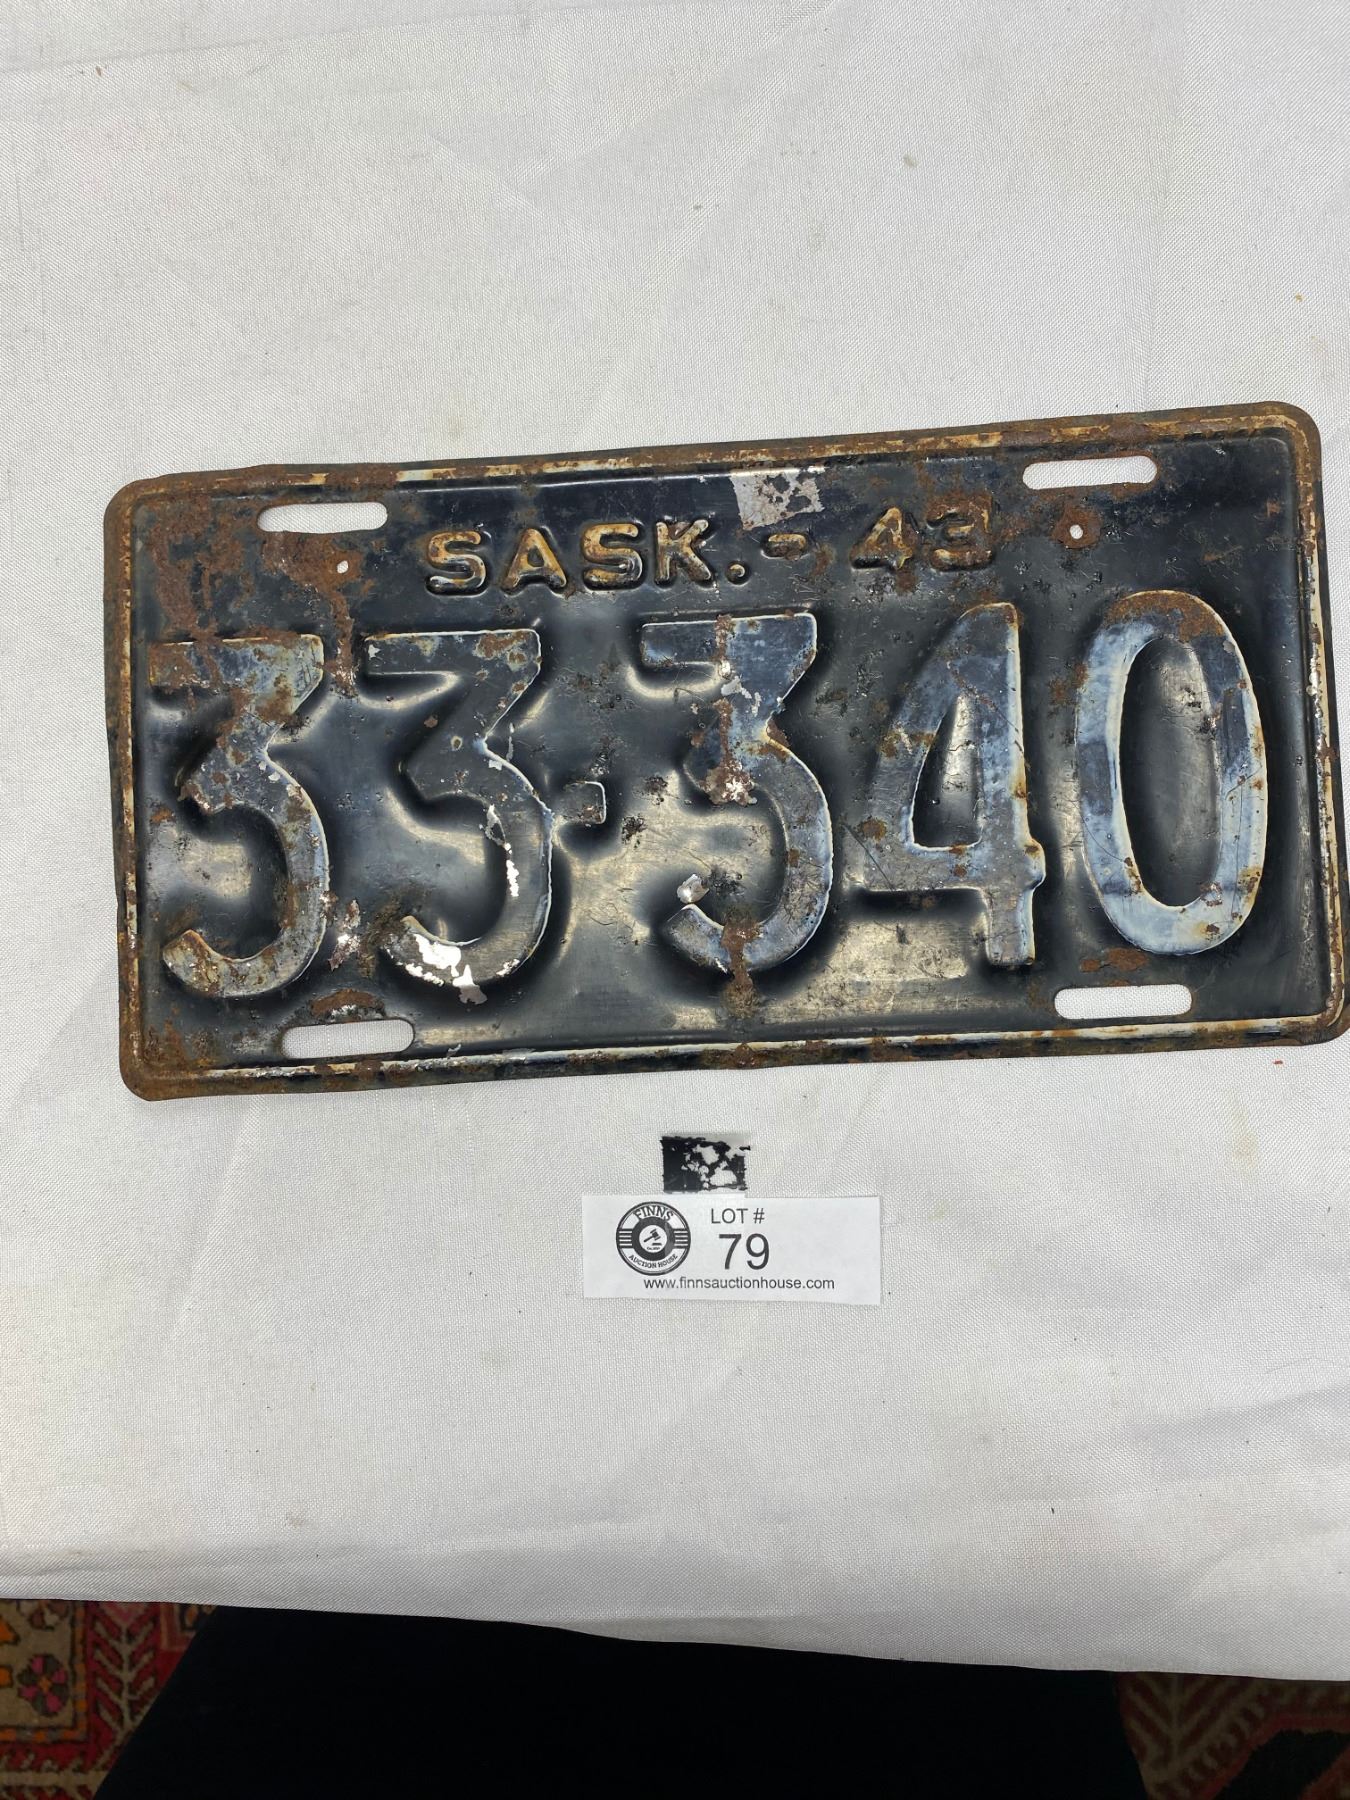 SASK. - 43
33-340
FINNS
AUCTION HOUSE
LOT #
79
www.finnsauctionhouse.com